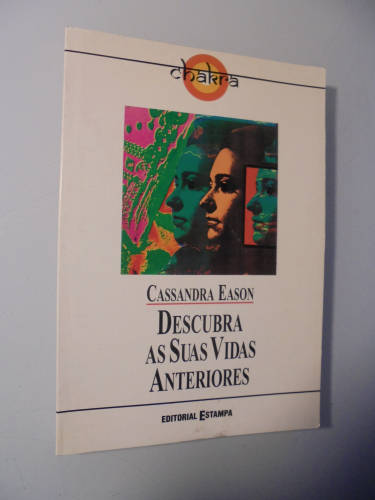 chakra
CASSANDRA EASON
DESCUBRA
AS SUAS VIDAS
ANTERIORES
EDITORIAL ESTAMPA